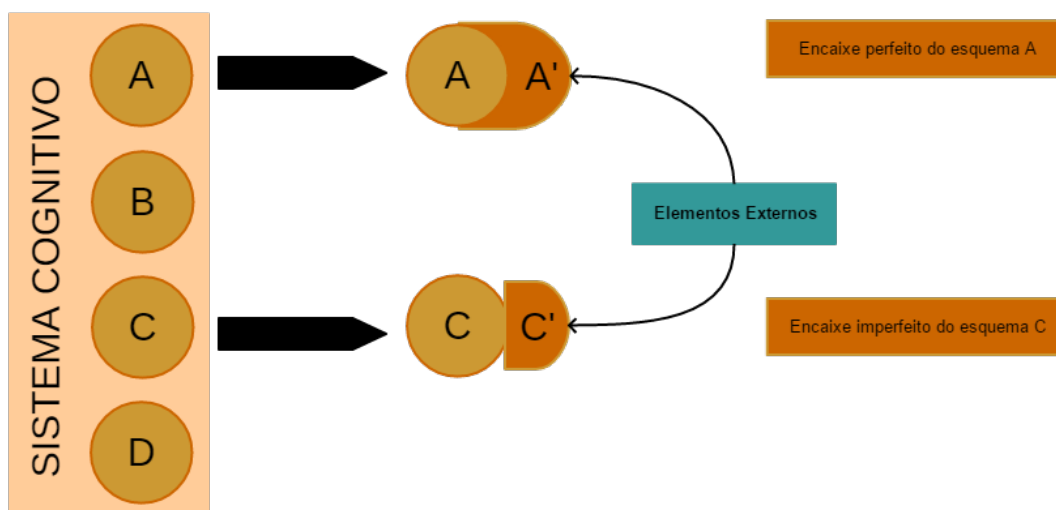 SISTEMA COGNITIVO
A
B
C
D
A
A'
Encaixe perfeito do esquema A
Elementos Externos
C
C'
Encaixe imperfeito do esquema C